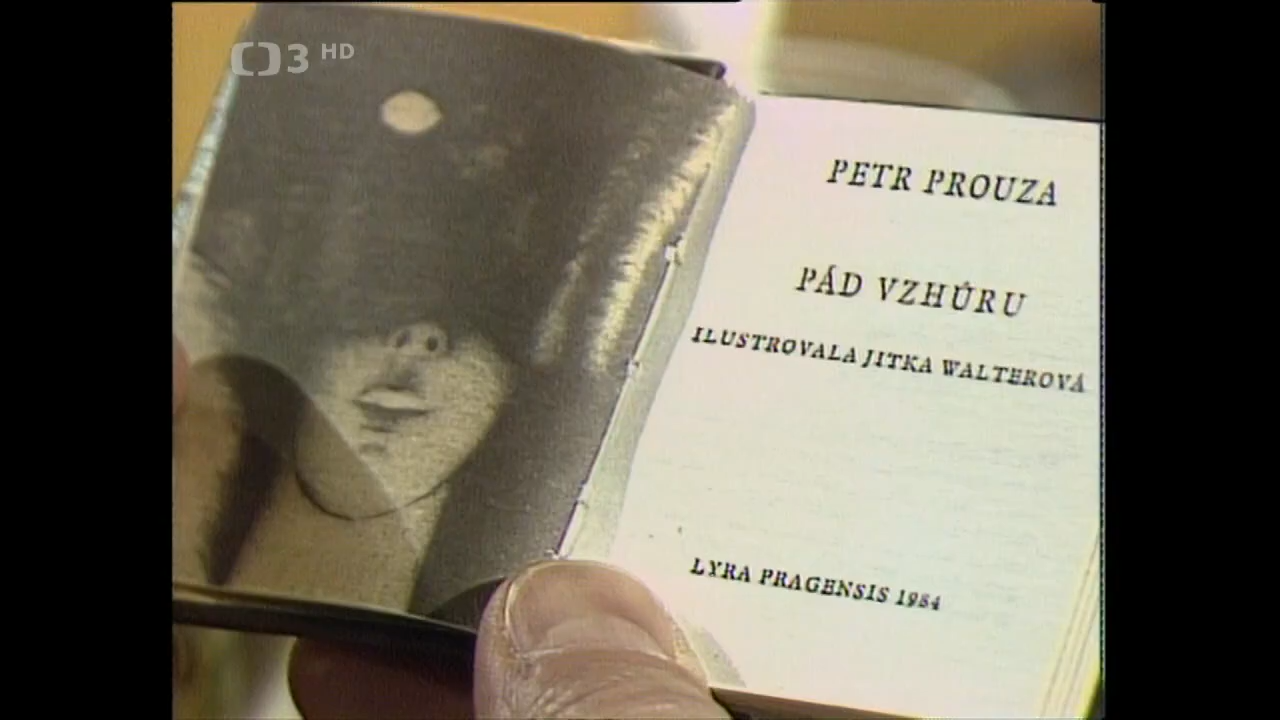 ČT3 HD
PETR PROUZA
PÁD VZHŮRU
ILUSTROVALA JITKA WALTEROVÁ
LYRA PRAGENSIS 1984